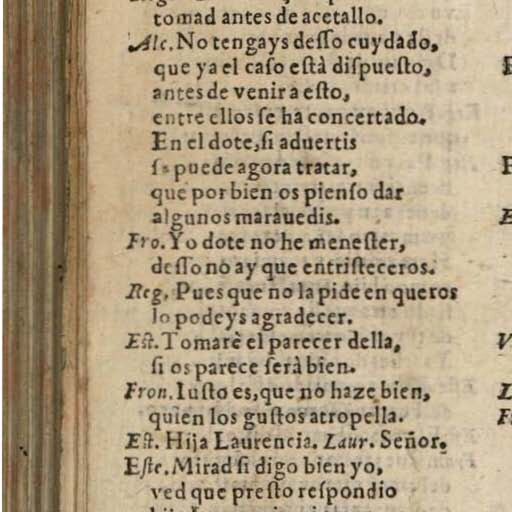 tomad antes de acetallo.
Alc. No tengays desso cuydado,
que ya el caso està dispuesto,
antes de venir a esto,
entre ellos se ha concertado.
En el dote, si aduertis
se puede agora tratar,
que por bien os pienso dar
algunos marauedis.
Fro. Yo dote no he menester,
desso no ay que entristeceros.
Reg. Pues que no la pide en queros
lo podeys agradecer.
Est. Tomarè el parecer della,
si os parece serà bien.
Fron. Iusto es, que no haze bien,
quien los gustos atropella.
Est. Hija Laurencia. Laur. Señor.
Este. Mirad si digo bien yo,
ved que presto respondio